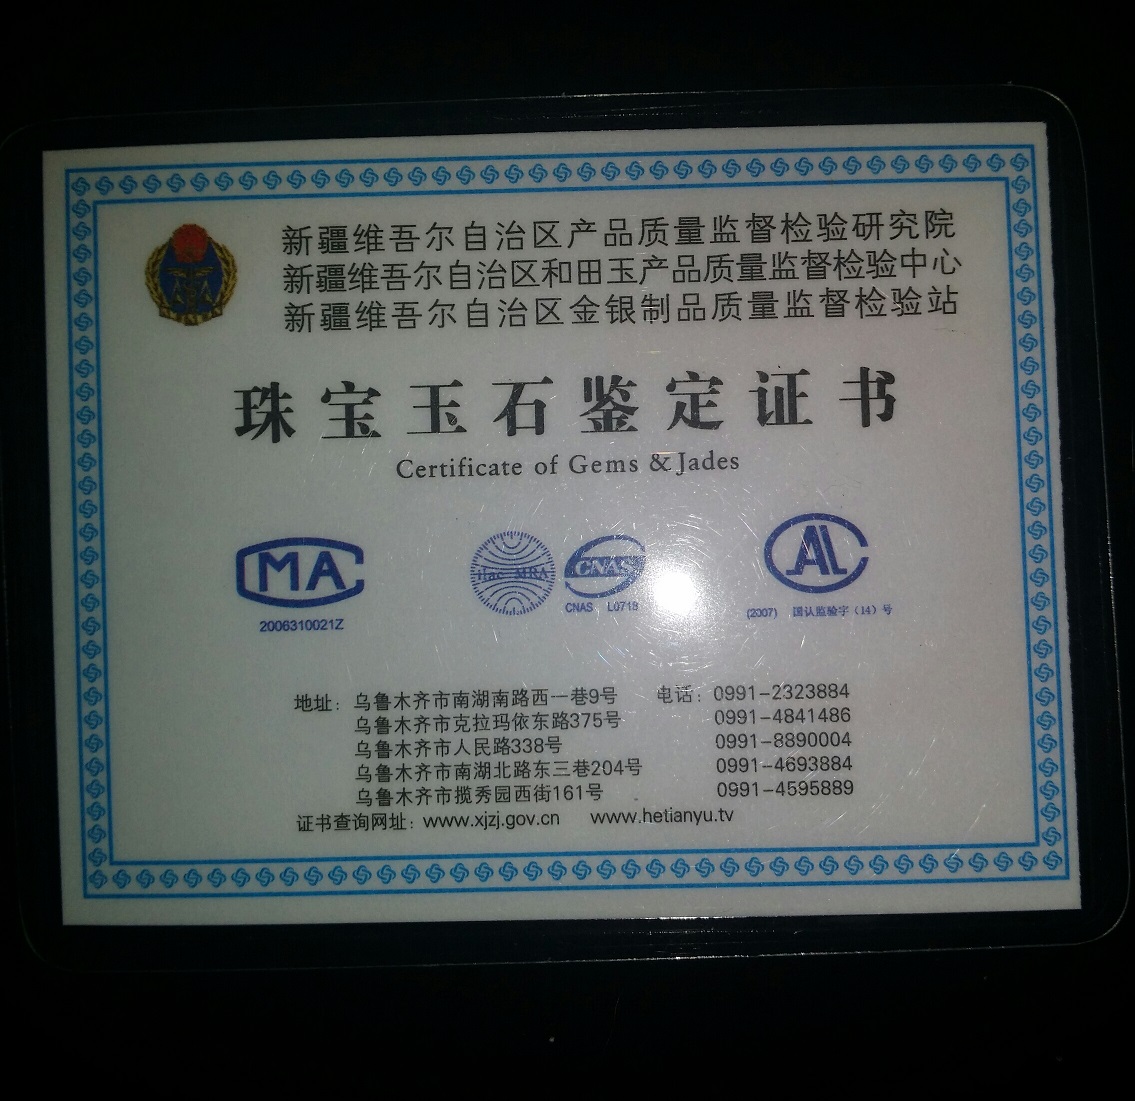 新疆维吾尔自治区产品质量监督检验研究院
新疆维吾尔自治区和田玉产品质量监督检验中心
新疆维吾尔自治区金银制品质量监督检验站
珠宝玉石鉴定证书
Certificate of Gems & Jades
MA
CNAS
AL
2006310021Z
CNAS L0718
(2007) 国认监验字（14）号
地址：乌鲁木齐市南湖南路西一巷9号 电话：0991-2323884
乌鲁木齐市克拉玛依东路375号 0991-4841486
乌鲁木齐市人民路338号 0991-8890004
乌鲁木齐市南湖北路东三巷204号 0991-4693884
乌鲁木齐市揽秀园西街161号 0991-4595889
证书查询网址：www.xjzj.gov.cn www.hetianyu.tv